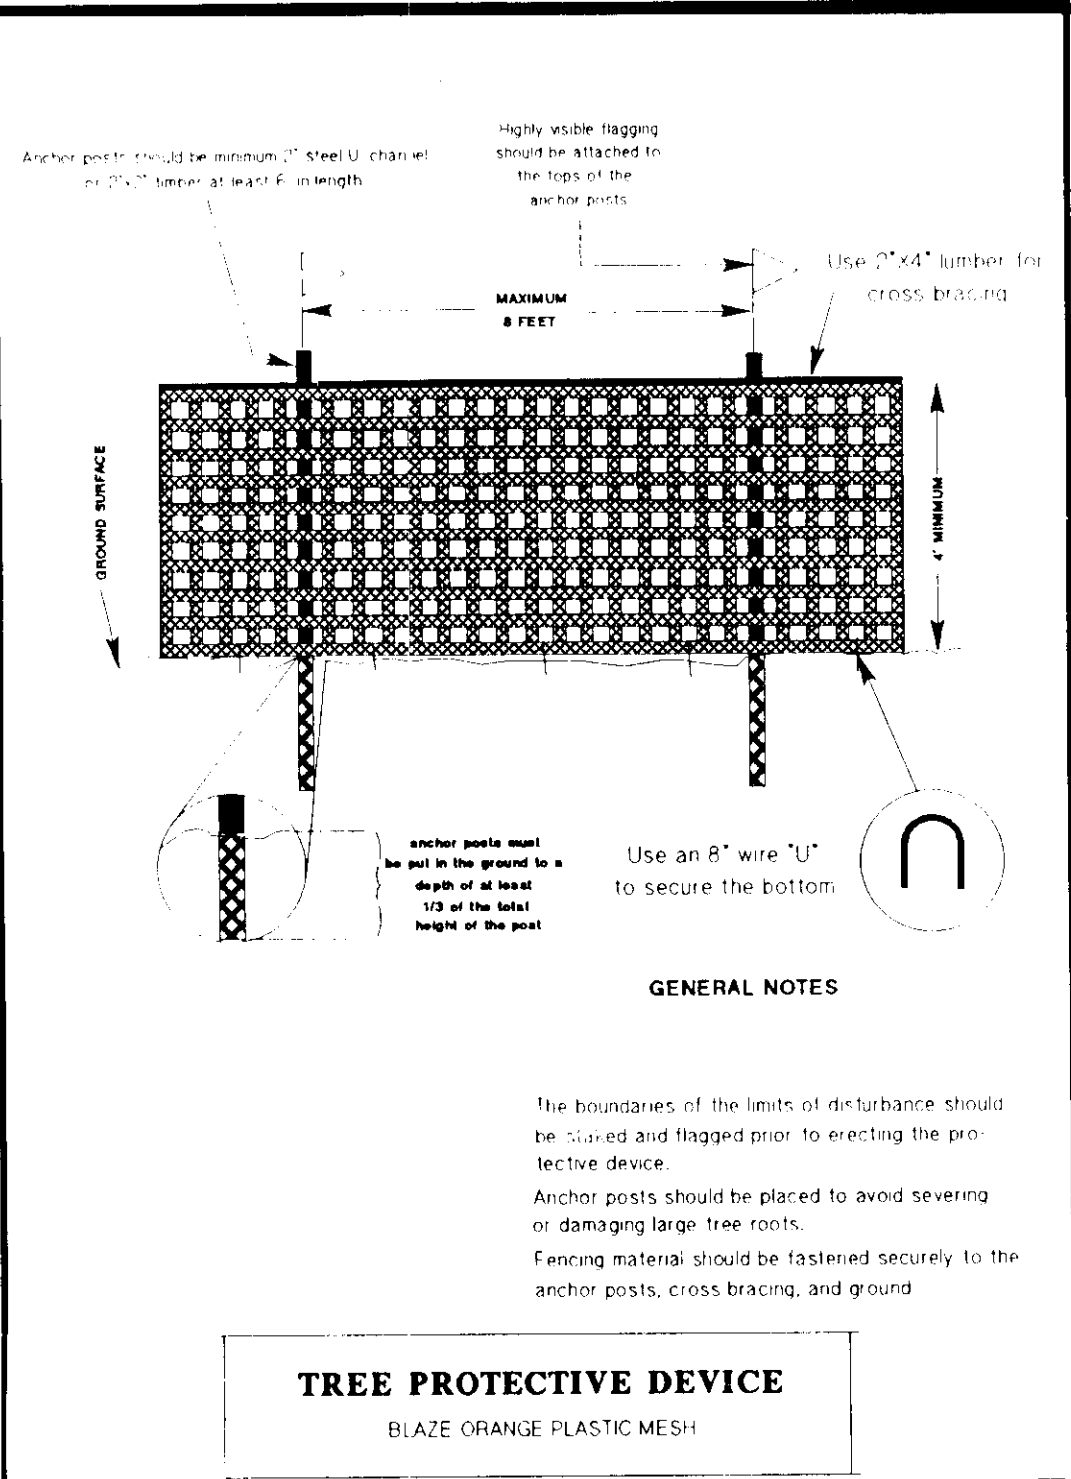 Anchor posts should be minimum 2" steel U channel
or 2"x2" timber at least 6' in length
Highly visible flagging
should be attached to
the tops of the
anchor posts
Use 2"X4" lumber for
cross bracing
MAXIMUM
8 FEET
GROUND SURFACE
4' MINIMUM
anchor posts must
be put in the ground to a
depth of at least
1/3 of the total
height of the post
Use an 8" wire "U"
to secure the bottom
GENERAL NOTES
The boundaries of the limits of disturbance should
be staked and flagged prior to erecting the pro-
tective device.
Anchor posts should be placed to avoid severing
or damaging large tree roots.
Fencing material should be fastened securely to the
anchor posts, cross bracing, and ground
TREE PROTECTIVE DEVICE
BLAZE ORANGE PLASTIC MESH